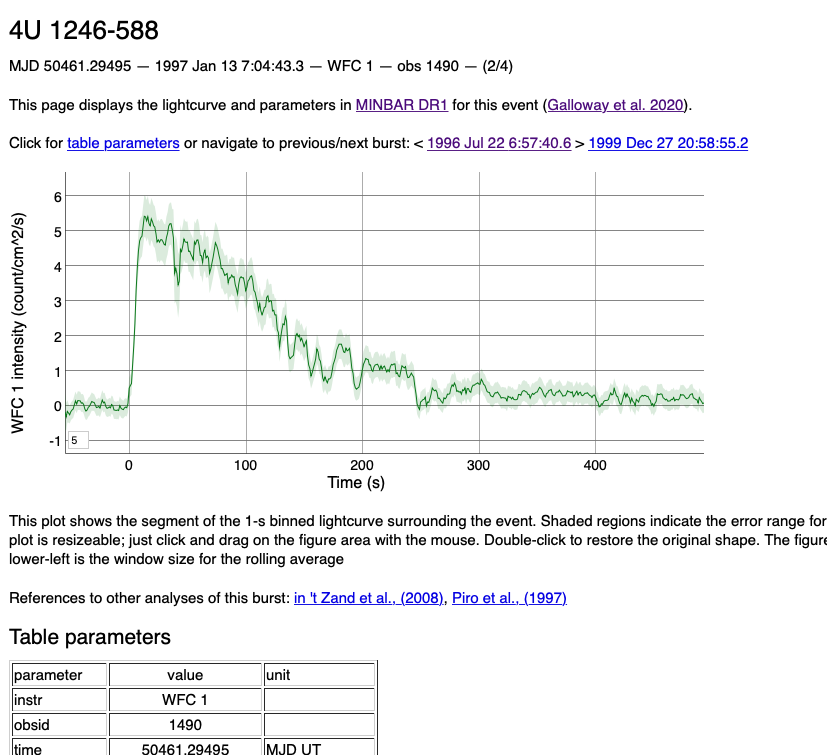 4U 1246-588
MJD 50461.29495 — 1997 Jan 13 7:04:43.3 — WFC 1 — obs 1490 — (2/4)
This page displays the lightcurve and parameters in MINBAR DR1 for this event (Galloway et al. 2020).
Click for table parameters or navigate to previous/next burst: < 1996 Jul 22 6:57:40.6 > 1999 Dec 27 20:58:55.2
WFC 1 intensity (count/cm^2/s)
6
5
4
3
2
1
0
-1
5
0 100 200 300 400
Time (s)
This plot shows the segment of the 1-s binned lightcurve surrounding the event. Shaded regions indicate the error range for
plot is resizeable; just click and drag on the figure area with the mouse. Double-click to restore the original shape. The figure
lower-left is the window size for the rolling average
References to other analyses of this burst: in 't Zand et al., (2008), Piro et al., (1997)
Table parameters
parameter value unit
instr WFC 1
obsid 1490
time 50461.29495 MJD UT